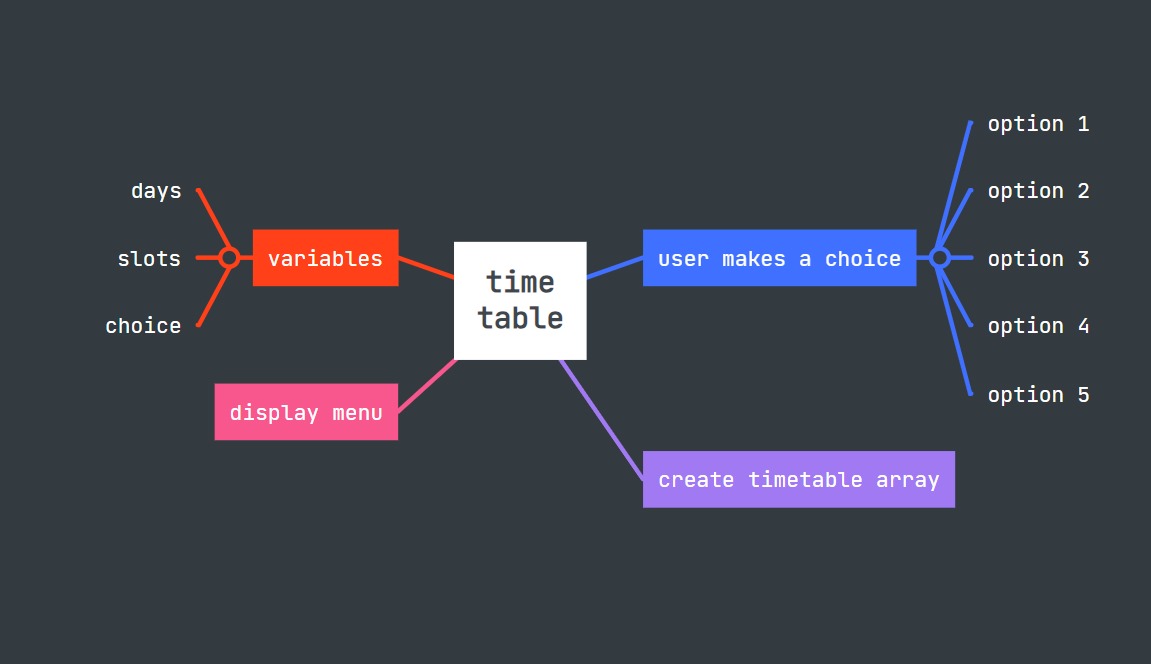 time
table
variables
days
slots
choice
display menu
user makes a choice
option 1
option 2
option 3
option 4
option 5
create timetable array